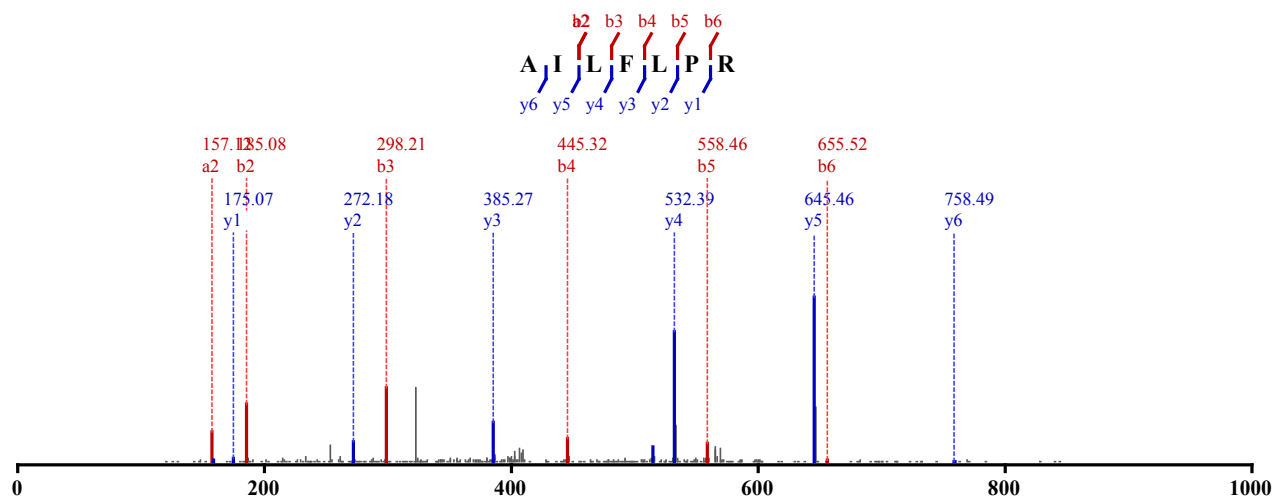 a2 b2 b3 b4 b5 b6
A I L F L P R
y6 y5 y4 y3 y2 y1
157.12 185.08 298.21 445.32 558.46 655.52
a2 b2 b3 b4 b5 b6
175.07 272.18 385.27 532.39 645.46 758.49
y1 y2 y3 y4 y5 y6
0 200 400 600 800 1000